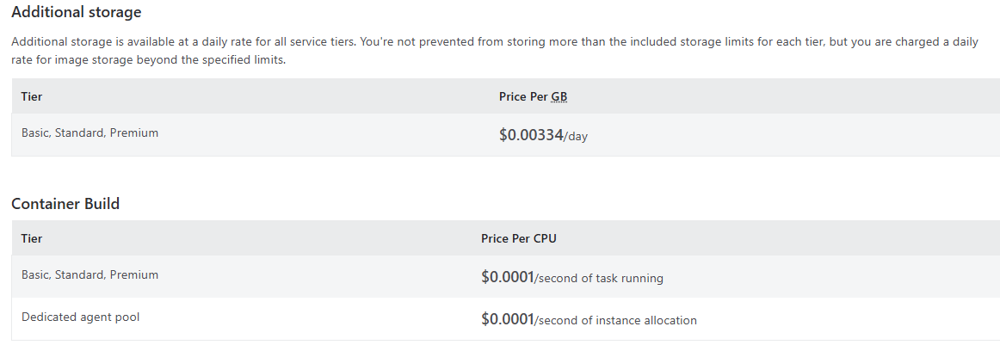 Additional storage
Additional storage is available at a daily rate for all service tiers. You're not prevented from storing more than the included storage limits for each tier, but you are charged a daily
rate for image storage beyond the specified limits.
Tier Price Per GB
Basic, Standard, Premium $0.00334/day
Container Build
Tier Price Per CPU
Basic, Standard, Premium $0.0001/second of task running
Dedicated agent pool $0.0001/second of instance allocation